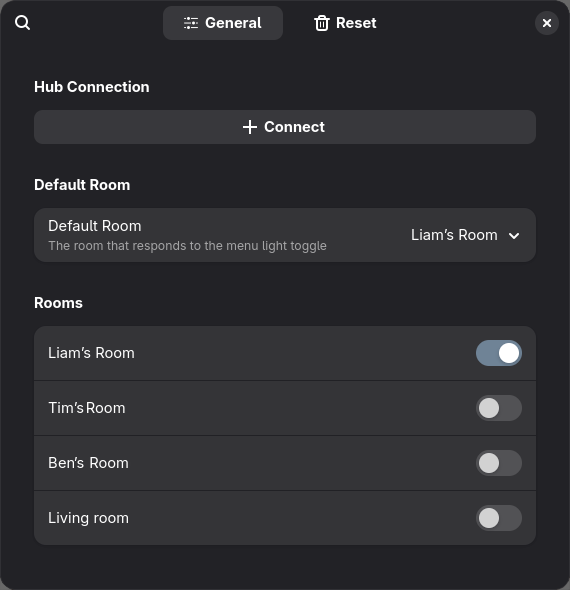 General
Reset
Hub Connection
Connect
Default Room
Default Room
The room that responds to the menu light toggle
Liam's Room
Rooms
Liam's Room
Tim's Room
Ben's Room
Living room